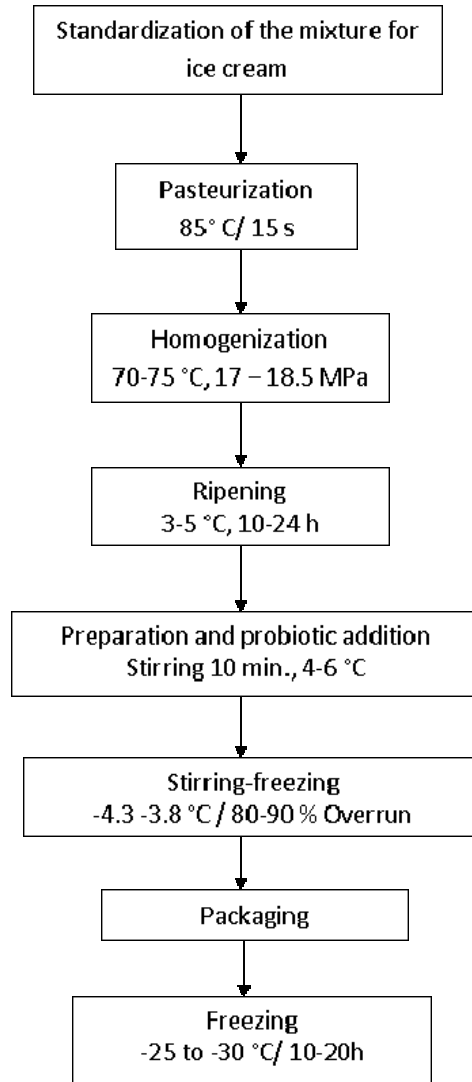 Standardization of the mixture for
ice cream
Pasteurization
85° C/ 15 s
Homogenization
70-75 °C, 17 – 18.5 MPa
Ripening
3-5 °C, 10-24 h
Preparation and probiotic addition
Stirring 10 min., 4-6 °C
Stirring-freezing
-4.3 -3.8 °C / 80-90 % Overrun
Packaging
Freezing
-25 to -30 °C/ 10-20h